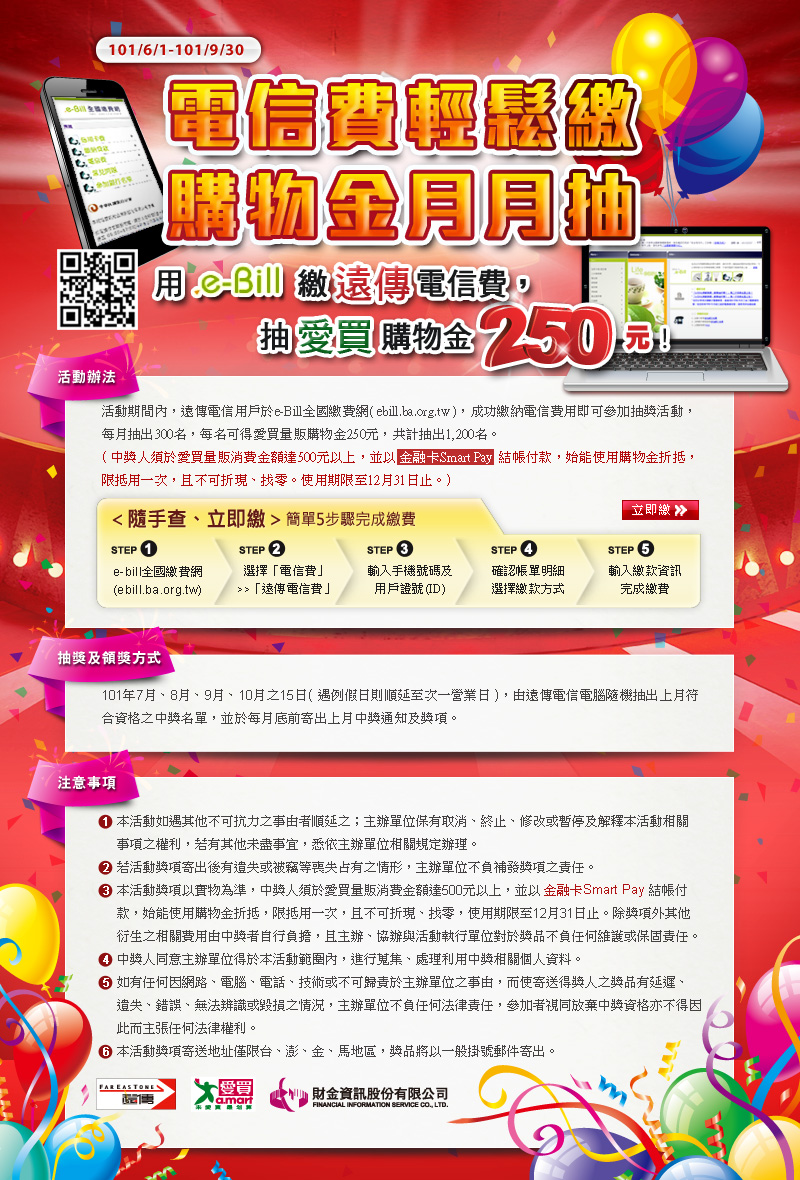 101/6/1-101/9/30
電信費輕鬆繳
購物金月月抽
.e-Bill 全國繳費網
用 .e-Bill 繳遠傳電信費，
抽愛買購物金250元！
活動辦法
活動期間內，遠傳電信用戶於e-Bill全國繳費網(ebill.ba.org.tw)，成功繳納電信費用即可參加抽獎活動，
每月抽出300名，每名可得愛買量販購物金250元，共計抽出1,200名。
(中獎人須於愛買量販消費金額達500元以上，並以 金融卡Smart Pay 結帳付款，始能使用購物金折抵，
限抵用一次，且不可折現、找零。使用期限至12月31日止。)
<隨手查、立即繳>簡單5步驟完成繳費
立即繳
STEP 1
e-bill全國繳費網
(ebill.ba.org.tw)
STEP 2
選擇「電信費」
>>「遠傳電信費」
STEP 3
輸入手機號碼及
用戶證號(ID)
STEP 4
確認帳單明細
選擇繳款方式
STEP 5
輸入繳款資訊
完成繳費
抽獎及領獎方式
101年7月、8月、9月、10月之15日(遇例假日則順延至次一營業日)，由遠傳電信電腦隨機抽出上月符
合資格之中獎名單，並於每月底前寄出上月中獎通知及獎項。
注意事項
1 本活動如遇其他不可抗力之事由者順延之；主辦單位保有取消、終止、修改或暫停及解釋本活動相關
事項之權利，若有其他未盡事宜，悉依主辦單位相關規定辦理。
2 若活動獎項寄出後有遺失或被竊等喪失占有之情形，主辦單位不負補發獎項之責任。
3 本活動獎項以實物為準，中獎人須於愛買量販消費金額達500元以上，並以 金融卡Smart Pay 結帳付
款，始能使用購物金折抵，限抵用一次，且不可折現、找零，使用期限至12月31日止。除獎項外其他
衍生之相關費用由中獎者自行負擔，且主辦、協辦與活動執行單位對於獎品不負任何維護或保固責任。
4 中獎人同意主辦單位得於本活動範圍內，進行蒐集、處理利用中獎相關個人資料。
5 如有任何因網路、電腦、電話、技術或不可歸責於主辦單位之事由，而使寄送得獎人之獎品有延遲、
遺失、錯誤、無法辨識或毀損之情況，主辦單位不負任何法律責任，參加者視同放棄中獎資格亦不得因
此而主張任何法律權利。
6 本活動獎項寄送地址僅限台、澎、金、馬地區，獎品將以一般掛號郵件寄出。
FAREASTONE
遠傳
愛買
a.mart
來愛買最划算
財金資訊股份有限公司
FINANCIAL INFORMATION SERVICE CO., LTD.